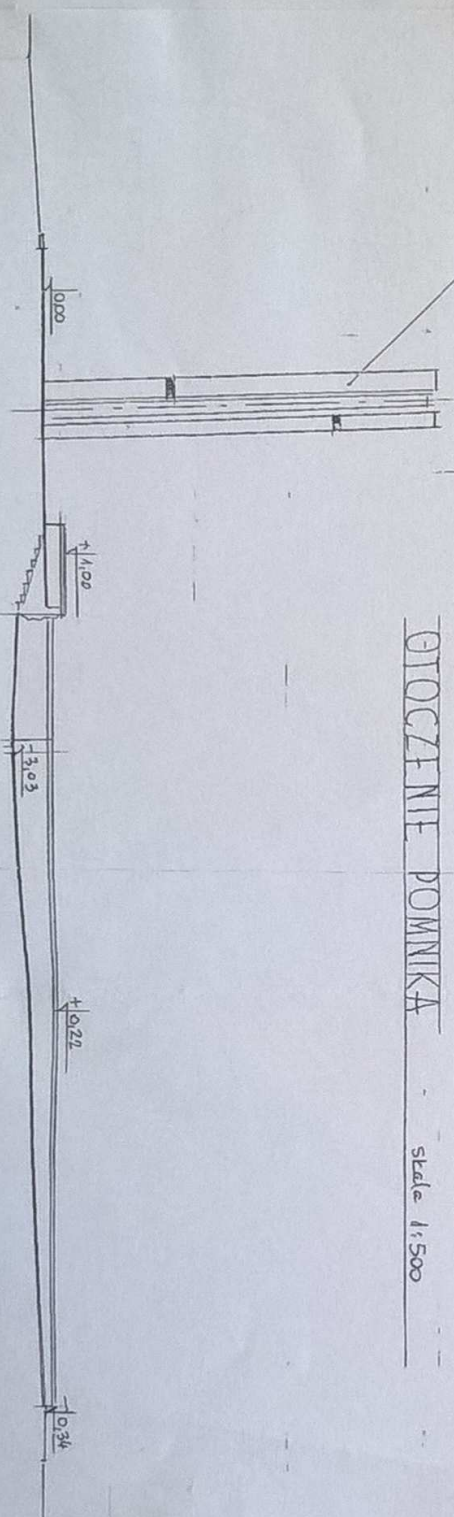 OTOCZENIE POMNIKA
skala 1:500
0,00
+1,00
-3,03
+0,22
-0,34